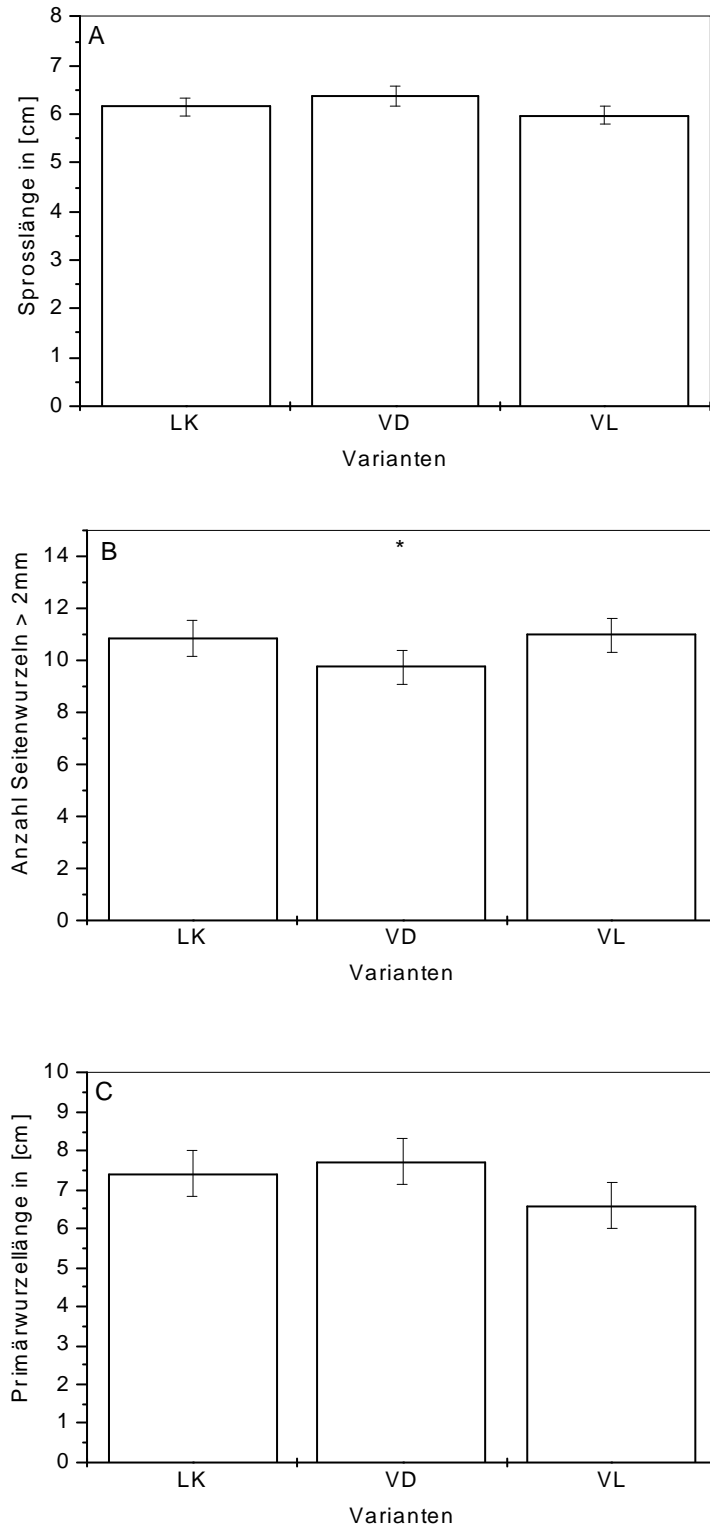 A
8
7
6
5
4
3
2
1
0
Sprosslänge in [cm]
LK VD VL
Varianten
B
*
14
12
10
8
6
4
2
0
Anzahl Seitenwurzeln > 2mm
LK VD VL
Varianten
C
10
9
8
7
6
5
4
3
2
1
0
Primärwurzellänge in [cm]
LK VD VL
Varianten